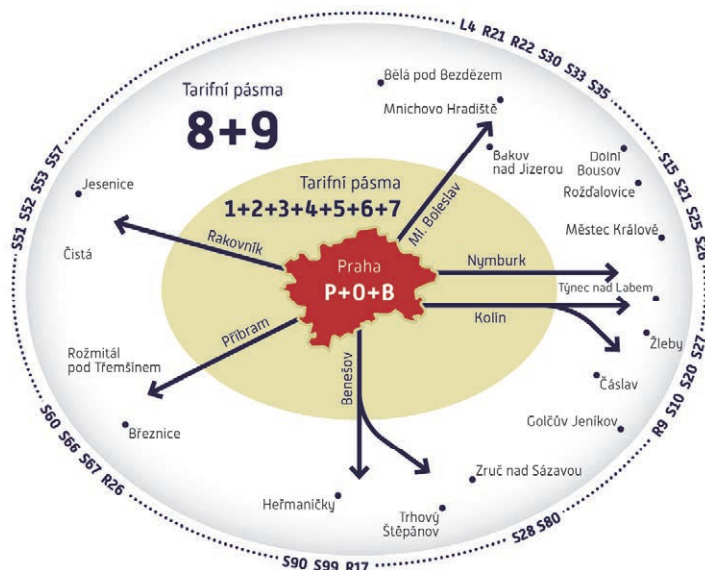 L4 R21 R22 S30 S33 S35
Bělá pod Bezdězem
Tarifní pásma
8+9
Mnichovo Hradiště
Bakov
nad Jizerou
Dolní
Bousov
S15 S21 S25 S26
Rožďalovice
S51 S52 S53 S57
Jesenice
Tarifní pásma
1+2+3+4+5+6+7
Ml. Boleslav
Městec Králové
Rakovník
Čistá
Praha
P+0+B
Nymburk
Týnec nad Labem
Kolín
Příbram
Žleby
Rožmitál
pod Třemšínem
Benešov
Čáslav
R9 S10 S20 S27
Golčův Jeníkov
Březnice
S60 S66 S67 R26
Zruč nad Sázavou
Heřmaničky
Trhový
Štěpánov
S28 S80
S90 S99 R17